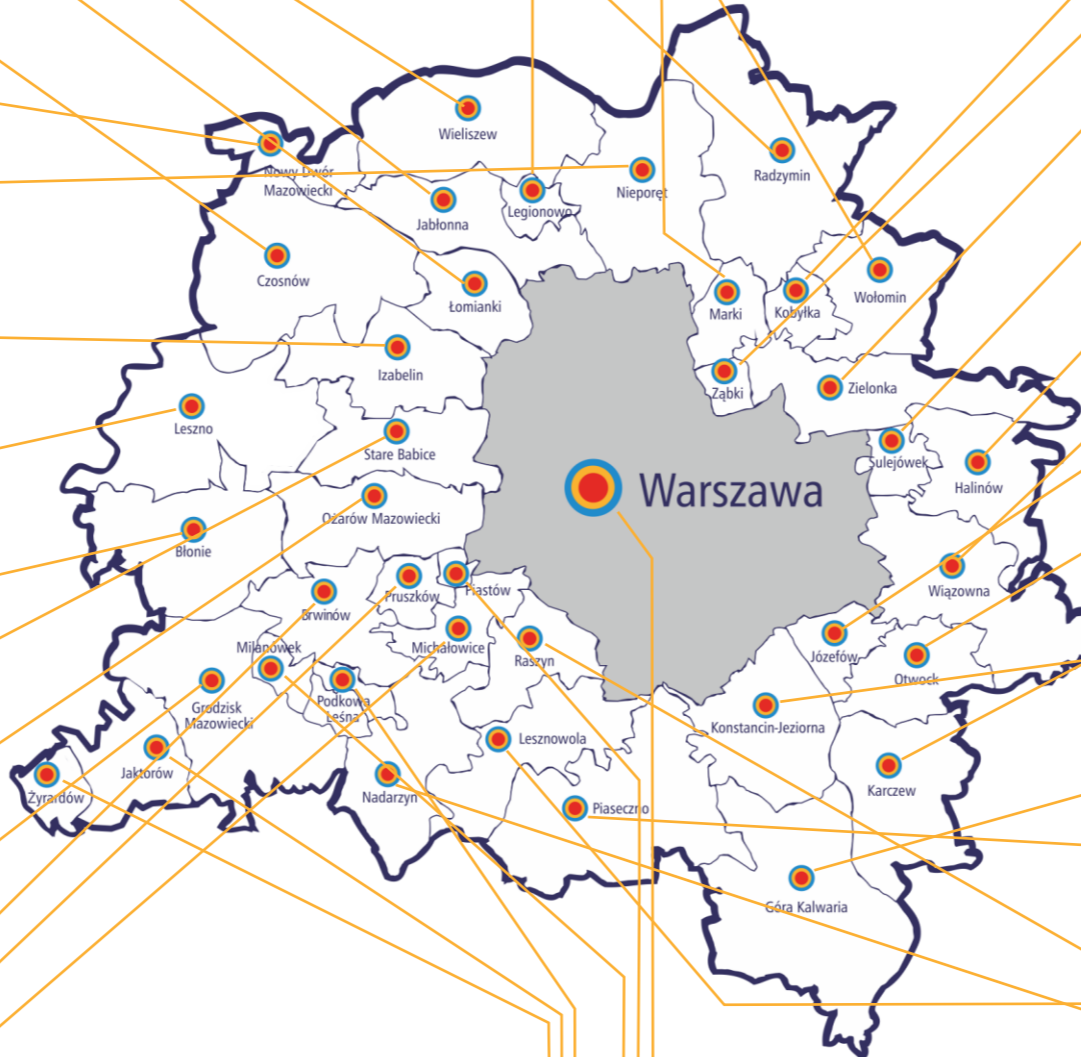 Wieliszew
Nowy Dwór
Mazowiecki
Radzymin
Nieporęt
Jabłonna
Legionowo
Czosnów
Łomianki
Wołomin
Marki
Kobyłka
Izabelin
Ząbki
Zielonka
Leszno
Stare Babice
Sulejówek
Halinów
Warszawa
Ożarów Mazowiecki
Błonie
Pruszków
Piastów
Wiązowna
Brwinów
Milanówek
Michałowice
Raszyn
Józefów
Otwock
Grodzisk
Mazowiecki
Podkowa
Leśna
Konstancin-Jeziorna
Lesznowola
Jaktorów
Żyrardów
Nadarzyn
Karczew
Piaseczno
Góra Kalwaria